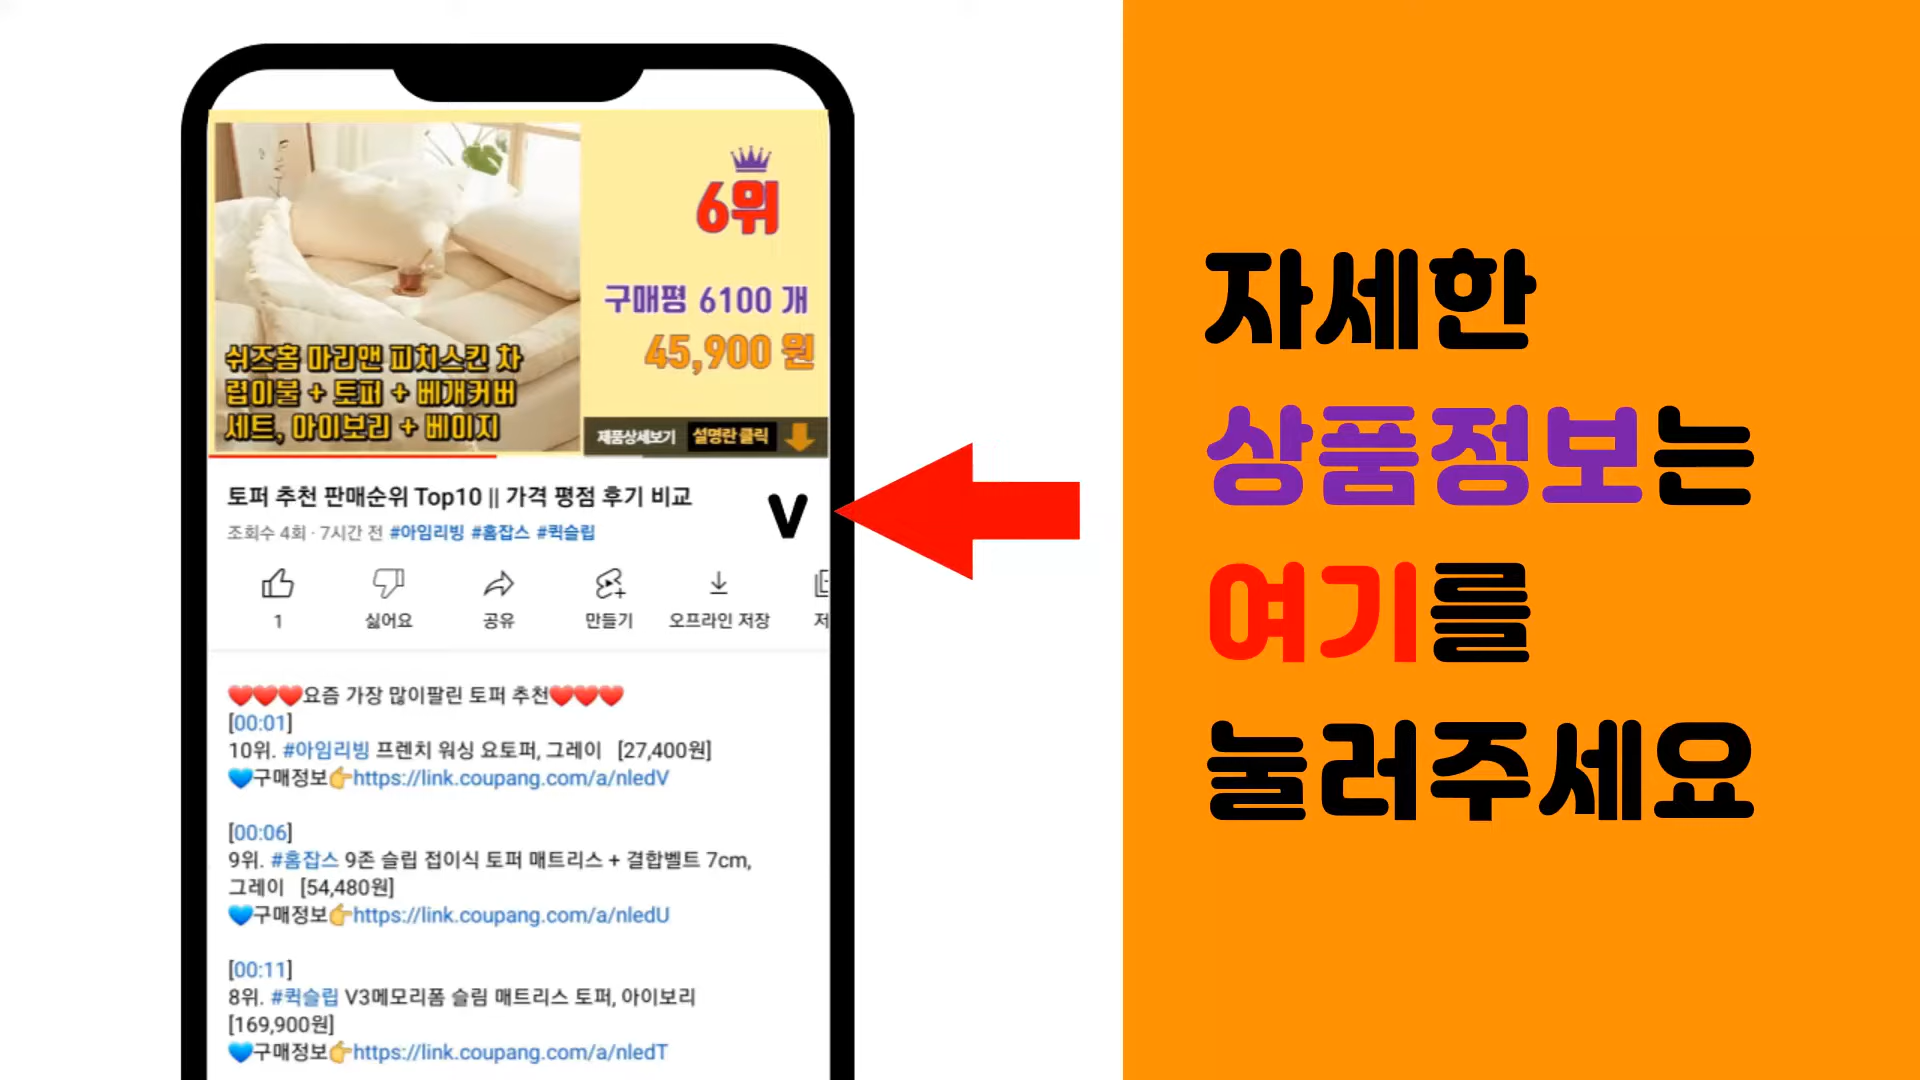 6위
구매평 6100 개
45,900 원
쉬즈홈 마리앤 피치스킨 차
렵이불 + 토퍼 + 베개커버
세트, 아이보리 + 베이지
제품상세보기 설명란 클릭
토퍼 추천 판매순위 Top10 || 가격 평점 후기 비교
V
조회수 4회 · 7시간 전 #아임리빙 #홈잡스 #퀵슬립
1 싫어요 공유 만들기 오프라인 저장 저
❤❤❤요즘 가장 많이팔린 토퍼 추천❤❤❤
[00:01]
10위. #아임리빙 프렌치 워싱 요토퍼, 그레이 [27,400원]
💙구매정보👉https://link.coupang.com/a/nledV
[00:06]
9위. #홈잡스 9존 슬립 접이식 토퍼 매트리스 + 결합벨트 7cm,
그레이 [54,480원]
💙구매정보👉https://link.coupang.com/a/nledU
[00:11]
8위. #퀵슬립 V3메모리폼 슬림 매트리스 토퍼, 아이보리
[169,900원]
💙구매정보👉https://link.coupang.com/a/nledT
자세한
상품정보는
여기를
눌러주세요